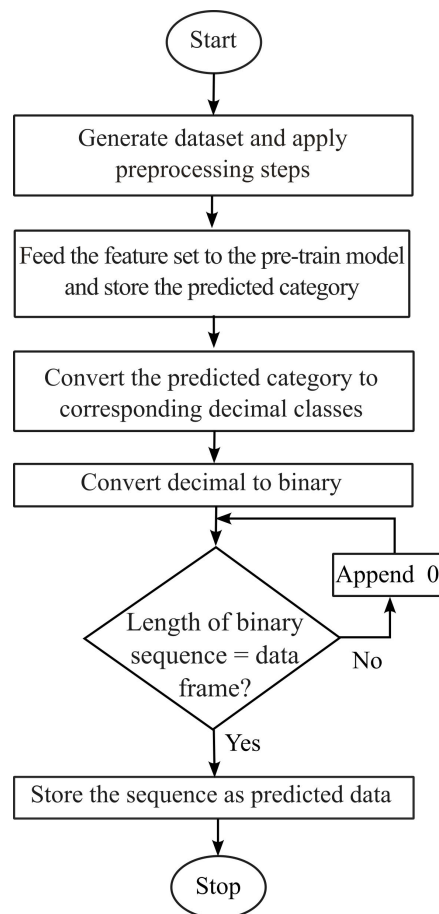 Start
Generate dataset and apply
preprocessing steps
Feed the feature set to the pre-train model
and store the predicted category
Convert the predicted category to
corresponding decimal classes
Convert decimal to binary
Append 0
Length of binary
sequence = data
frame?
No
Yes
Store the sequence as predicted data
Stop